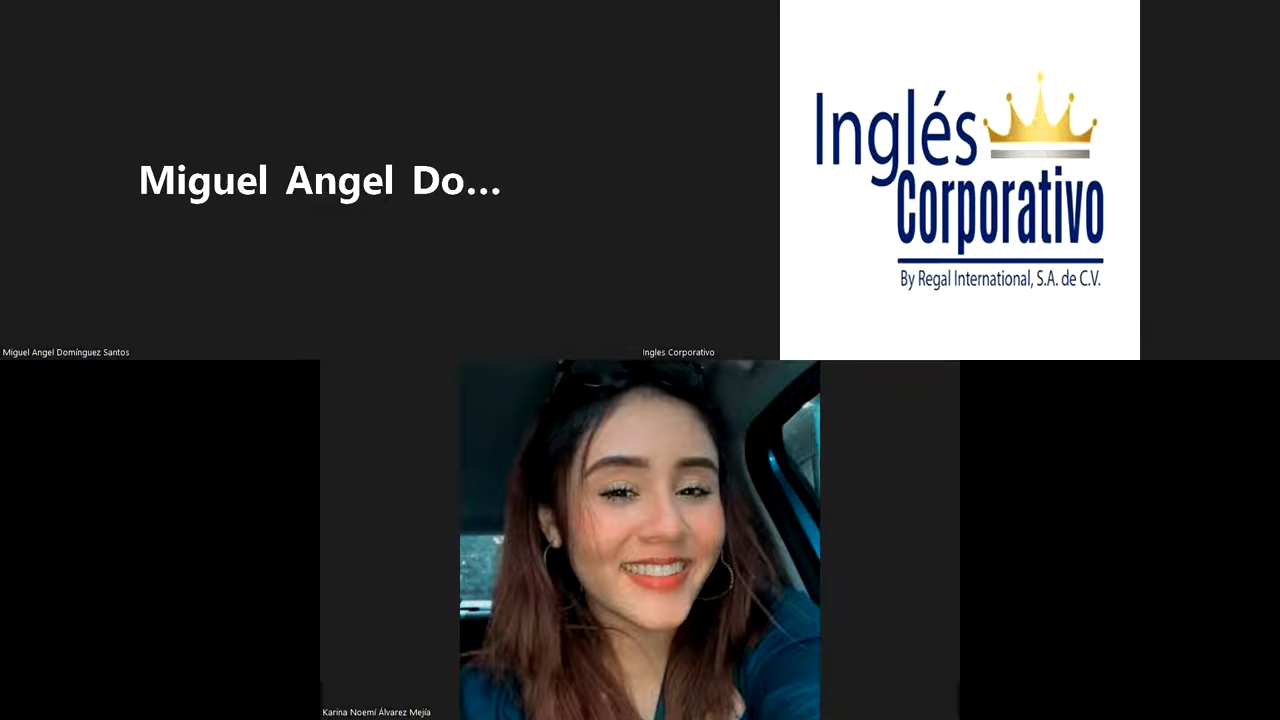 Miguel Angel Do...
Miguel Angel Domínguez Santos
Inglés
Corporativo
By Regal International, S.A. de C.V.
Ingles Corporativo
Karina Noemí Álvarez Mejía